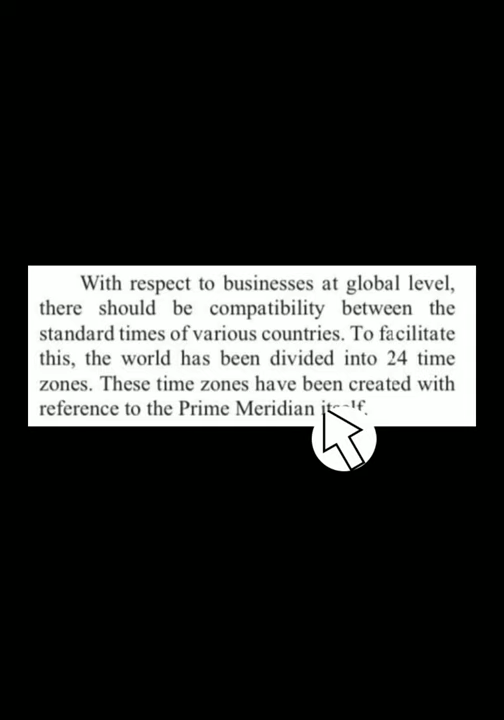 With respect to businesses at global level,
there should be compatibility between the
standard times of various countries. To facilitate
this, the world has been divided into 24 time
zones. These time zones have been created with
reference to the Prime Meridian itself.